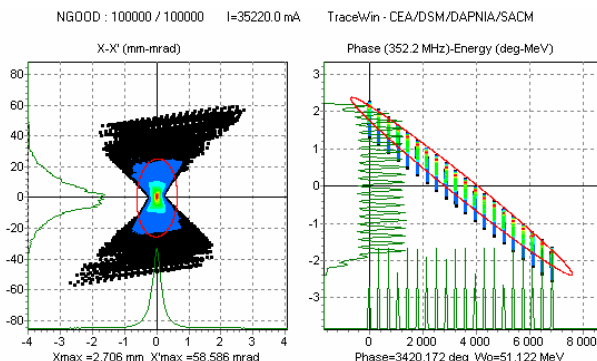 NGOOD : 100000 / 100000 I=35220.0 mA TraceWin - CEA/DSM/DAPNIA/SACM
X-X' (mm-mrad)
Phase (352.2 MHz)-Energy (deg-MeV)
80
60
40
20
0
-20
-40
-60
-80
-4 -3 -2 -1 0 1 2 3 4
Xmax =2.706 mm X'max =58.586 mrad
3
2
1
0
-1
-2
-3
0 2 000 4 000 6 000 8 000
Phase=3420.172 deg Wo=51.122 MeV